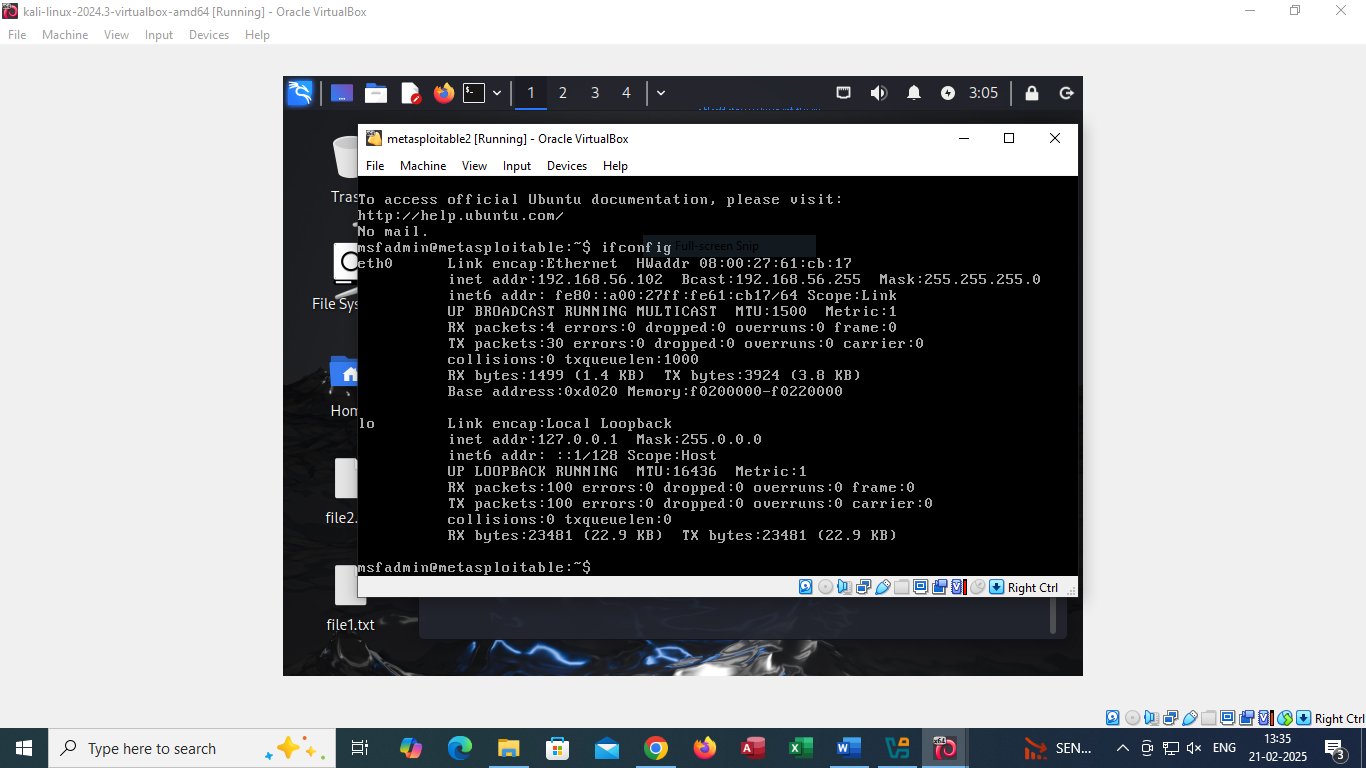 kali-linux-2024.3-virtualbox-amd64 [Running] - Oracle VirtualBox
File Machine View Input Devices Help
1 2 3 4 3:05
metasploitable2 [Running] - Oracle VirtualBox
File Machine View Input Devices Help
To access official Ubuntu documentation, please visit:
http://help.ubuntu.com/
No mail.
msfadmin@metasploitable:~$ ifconfig
Full-screen Snip
eth0 Link encap:Ethernet HWaddr 08:00:27:61:cb:17
inet addr:192.168.56.102 Bcast:192.168.56.255 Mask:255.255.255.0
inet6 addr: fe80::a00:27ff:fe61:cb17/64 Scope:Link
UP BROADCAST RUNNING MULTICAST MTU:1500 Metric:1
RX packets:4 errors:0 dropped:0 overruns:0 frame:0
TX packets:30 errors:0 dropped:0 overruns:0 carrier:0
collisions:0 txqueuelen:1000
RX bytes:1499 (1.4 KB) TX bytes:3924 (3.8 KB)
Base address:0xd020 Memory:f0200000-f0220000
lo Link encap:Local Loopback
inet addr:127.0.0.1 Mask:255.0.0.0
inet6 addr: ::1/128 Scope:Host
UP LOOPBACK RUNNING MTU:16436 Metric:1
RX packets:100 errors:0 dropped:0 overruns:0 frame:0
TX packets:100 errors:0 dropped:0 overruns:0 carrier:0
collisions:0 txqueuelen:0
RX bytes:23481 (22.9 KB) TX bytes:23481 (22.9 KB)
msfadmin@metasploitable:~$
Right Ctrl
Tras
File Sys
Hom
file2.
file1.txt
Right Ctrl
Type here to search
SEN...
ENG
13:35
21-02-2025
3